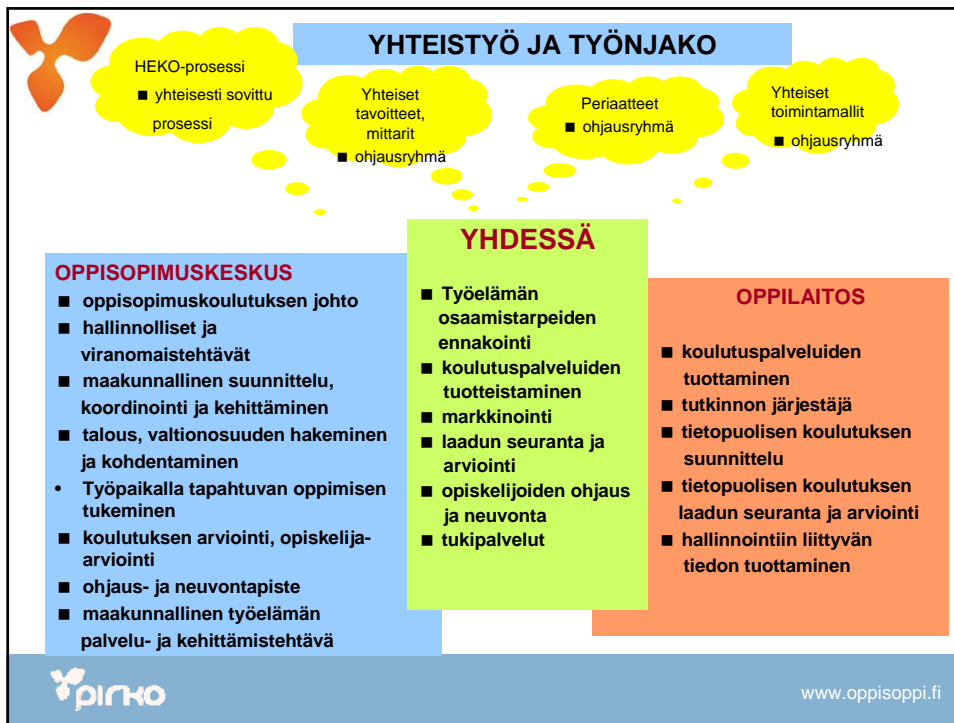 YHTEISTYÖ JA TYÖNJAKO
HEKO-prosessi
■ yhteisesti sovittu
prosessi
Yhteiset
tavoitteet,
mittarit
■ ohjausryhmä
Periaatteet
■ ohjausryhmä
Yhteiset
toimintamallit
■ ohjausryhmä
OPPISOPIMUSKESKUS
■ oppisopimuskoulutuksen johto
■ hallinnolliset ja
viranomaistehtävät
■ maakunnallinen suunnittelu,
koordinointi ja kehittäminen
■ talous, valtionosuuden hakeminen
ja kohdentaminen
• Työpaikalla tapahtuvan oppimisen
tukeminen
■ koulutuksen arviointi, opiskelija-
arviointi
■ ohjaus- ja neuvontapiste
■ maakunnallinen työelämän
palvelu- ja kehittämistehtävä
YHDESSÄ
■ Työelämän
osaamistarpeiden
ennakointi
■ koulutuspalveluiden
tuotteistaminen
■ markkinointi
■ laadun seuranta ja
arviointi
■ opiskelijoiden ohjaus
ja neuvonta
■ tukipalvelut
OPPILAITOS
■ koulutuspalveluiden
tuottaminen
■ tutkinnon järjestäjä
■ tietopuolisen koulutuksen
suunnittelu
■ tietopuolisen koulutuksen
laadun seuranta ja arviointi
■ hallinnointiin liittyvän
tiedon tuottaminen
pirko
www.oppisoppi.fi